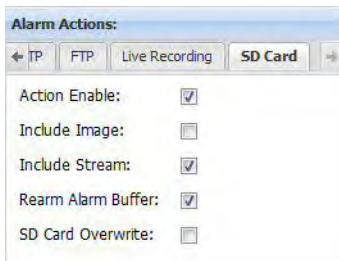 Alarm Actions:
TP FTP Live Recording SD Card
Action Enable:
Include Image:
Include Stream:
Rearm Alarm Buffer:
SD Card Overwrite: